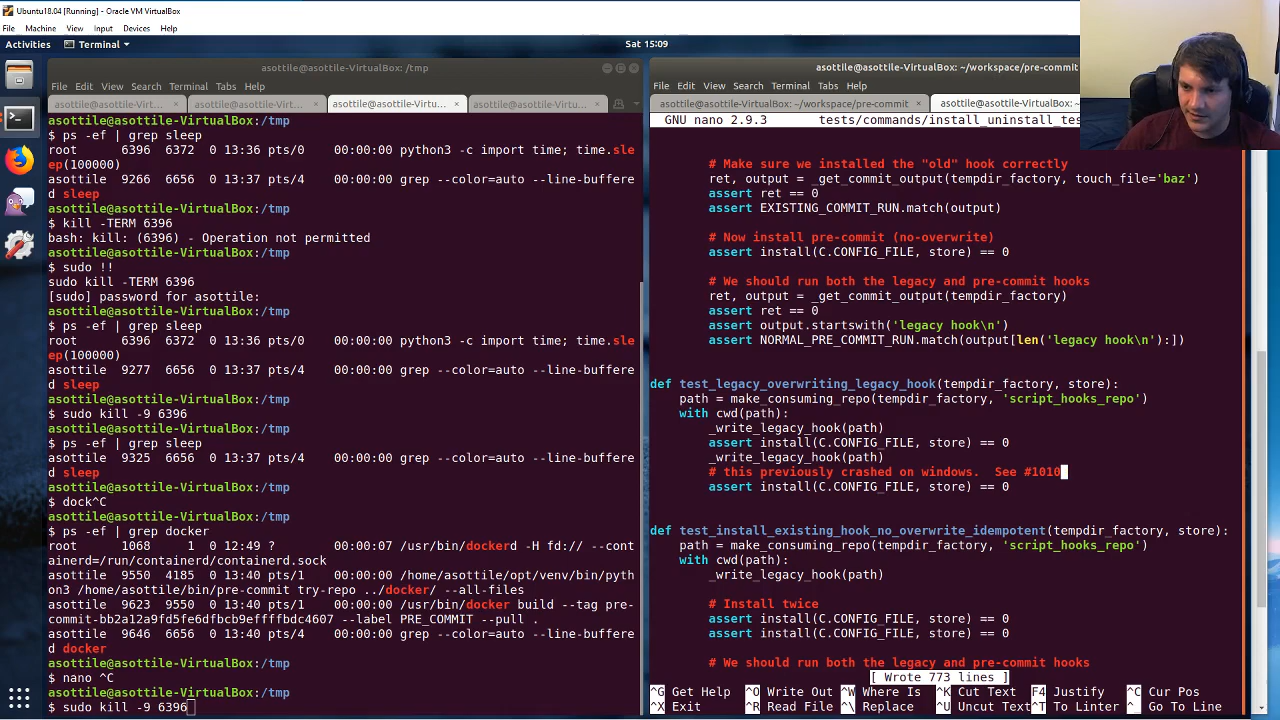 Ubuntu18.04 [Running] - Oracle VM VirtualBox
File Machine View Input Devices Help
Activities Terminal Sat 15:09
asottile@asottile-VirtualBox: /tmp
File Edit View Search Terminal Tabs Help
asottile@asottile-Virt... × asottile@asottile-Virtu... × asottile@asottile-Virtu... × asottile@asottile-Virtu... ×
asottile@asottile-VirtualBox:/tmp
$ ps -ef | grep sleep
root 6396 6372 0 13:36 pts/0 00:00:00 python3 -c import time; time.sle
ep(100000)
asottile 9266 6656 0 13:37 pts/4 00:00:00 grep --color=auto --line-buffere
d sleep
asottile@asottile-VirtualBox:/tmp
$ kill -TERM 6396
bash: kill: (6396) - Operation not permitted
asottile@asottile-VirtualBox:/tmp
$ sudo !!
sudo kill -TERM 6396
[sudo] password for asottile:
asottile@asottile-VirtualBox:/tmp
$ ps -ef | grep sleep
root 6396 6372 0 13:36 pts/0 00:00:00 python3 -c import time; time.sle
ep(100000)
asottile 9277 6656 0 13:37 pts/4 00:00:00 grep --color=auto --line-buffere
d sleep
asottile@asottile-VirtualBox:/tmp
$ sudo kill -9 6396
asottile@asottile-VirtualBox:/tmp
$ ps -ef | grep sleep
asottile 9325 6656 0 13:37 pts/4 00:00:00 grep --color=auto --line-buffere
d sleep
asottile@asottile-VirtualBox:/tmp
$ dock^C
asottile@asottile-VirtualBox:/tmp
$ ps -ef | grep docker
root 1068 1 0 12:49 ? 00:00:07 /usr/bin/dockerd -H fd:// --cont
ainerd=/run/containerd/containerd.sock
asottile 9550 4185 0 13:40 pts/1 00:00:00 /home/asottile/opt/venv/bin/pyth
on3 /home/asottile/bin/pre-commit try-repo ../docker/ --all-files
asottile 9623 9550 0 13:40 pts/1 00:00:00 /usr/bin/docker build --tag pre-
commit-bb2a12a9fd5fe6dfbcb9effffbdc4607 --label PRE_COMMIT --pull .
asottile 9646 6656 0 13:40 pts/4 00:00:00 grep --color=auto --line-buffere
d docker
asottile@asottile-VirtualBox:/tmp
$ nano ^C
asottile@asottile-VirtualBox:/tmp
$ sudo kill -9 6396
asottile@asottile-VirtualBox: ~/workspace/pre-commit
File Edit View Search Terminal Tabs Help
asottile@asottile-VirtualBox: ~/workspace/pre-commit × asottile@asottile-VirtualBox: ~
GNU nano 2.9.3 tests/commands/install_uninstall_te
# Make sure we installed the "old" hook correctly
ret, output = _get_commit_output(tempdir_factory, touch_file='baz')
assert ret == 0
assert EXISTING_COMMIT_RUN.match(output)
# Now install pre-commit (no-overwrite)
assert install(C.CONFIG_FILE, store) == 0
# We should run both the legacy and pre-commit hooks
ret, output = _get_commit_output(tempdir_factory)
assert ret == 0
assert output.startswith('legacy hook\n')
assert NORMAL_PRE_COMMIT_RUN.match(output[len('legacy hook\n'):])
def test_legacy_overwriting_legacy_hook(tempdir_factory, store):
path = make_consuming_repo(tempdir_factory, 'script_hooks_repo')
with cwd(path):
_write_legacy_hook(path)
assert install(C.CONFIG_FILE, store) == 0
_write_legacy_hook(path)
# this previously crashed on windows.  See #1010
assert install(C.CONFIG_FILE, store) == 0
def test_install_existing_hook_no_overwrite_idempotent(tempdir_factory, store):
path = make_consuming_repo(tempdir_factory, 'script_hooks_repo')
with cwd(path):
_write_legacy_hook(path)
# Install twice
assert install(C.CONFIG_FILE, store) == 0
assert install(C.CONFIG_FILE, store) == 0
# We should run both the legacy and pre-commit hooks
[ Wrote 773 lines ]
^G Get Help ^O Write Out ^W Where Is ^K Cut Text F4 Justify ^C Cur Pos
^X Exit ^R Read File ^\ Replace ^U Uncut Text ^T To Linter ^_ Go To Line